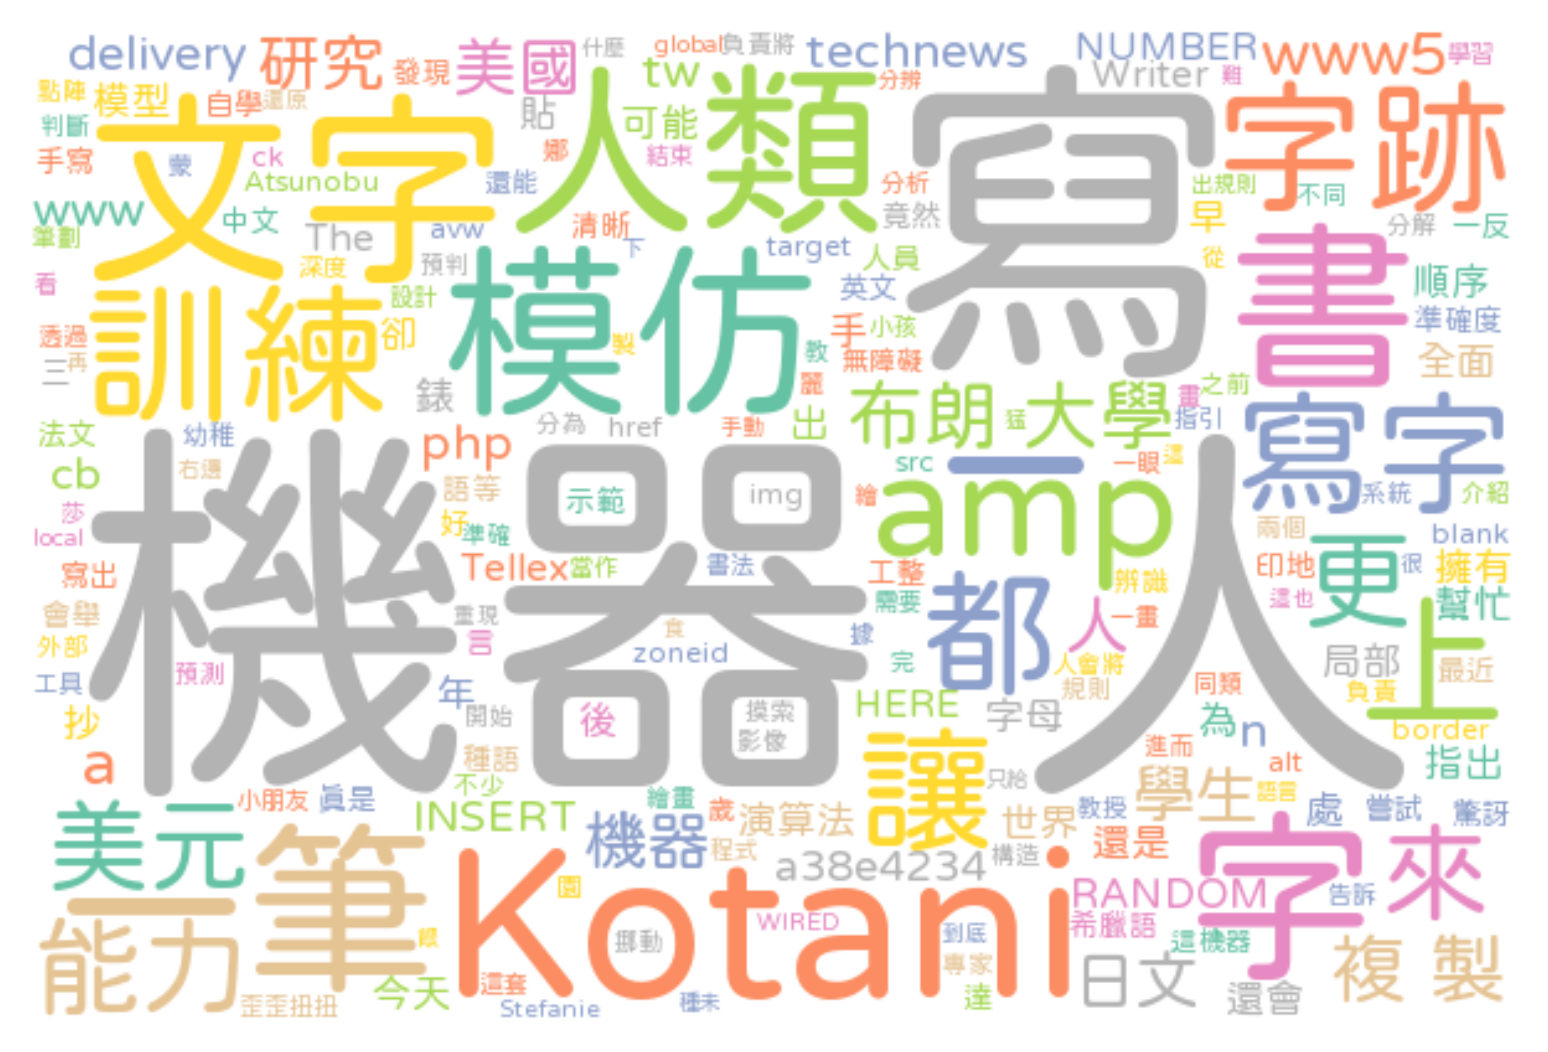 delivery
研究
發現
美國
什麼
global
負責將
technews
NUMBER
www5
學習
tw
Writer
難
分辨
點陣
模型
自學
還原
貼
可能
人類
寫
字跡
判斷
文字
手寫
蒙
ck
Atsunobu
還能
娜
結束
分析
出規則
不同
www
中文
The
avw
清晰
下
target
竟然
早
分解
一反
筆劃
深度
預判
人員
從
書
看
設計
模仿
英文
順序
透過
訓練
卻
製
手
小孩
準確度
三
再
教
無障礙
全面
錶
麗
布朗大學
猛
畫
之前
指引
法文
幼稚
php
分為
href
手動
出
寫字
cb
右邊
語等
src
一
一眼
這
機器人
示範
img
繪
amp
系統
介紹
莎
好
準確
兩個
blank
local
Tellex
當作
書法
工整
辨識
印地
更
很
擁有
寫出
會舉
重現
需要
都
人
一畫
這也
幫忙
言
食
據
外部
zoneid
完
人會將
上
工具
預測
年
規則
同類
局部
負責
最近
抄
開始
後
摸索
影像
HERE
字母
為
n
border
a
種語
讓
進而
指出
不少
只給
alt
美元
小朋友
真是
繪畫
歲
演算法
世界
教授
學生
語言
處
嘗試
驚訝
INSERT
機器
程式
還是
筆
園
a38e4234
構造
字
來
一
Kotani
RANDOM
告訴
能力
餵
挪動
WIRED
到底
希臘語
這機器
複製
歪歪扭扭
今天
這套
專家
日文
Stefanie
種未
達
還會